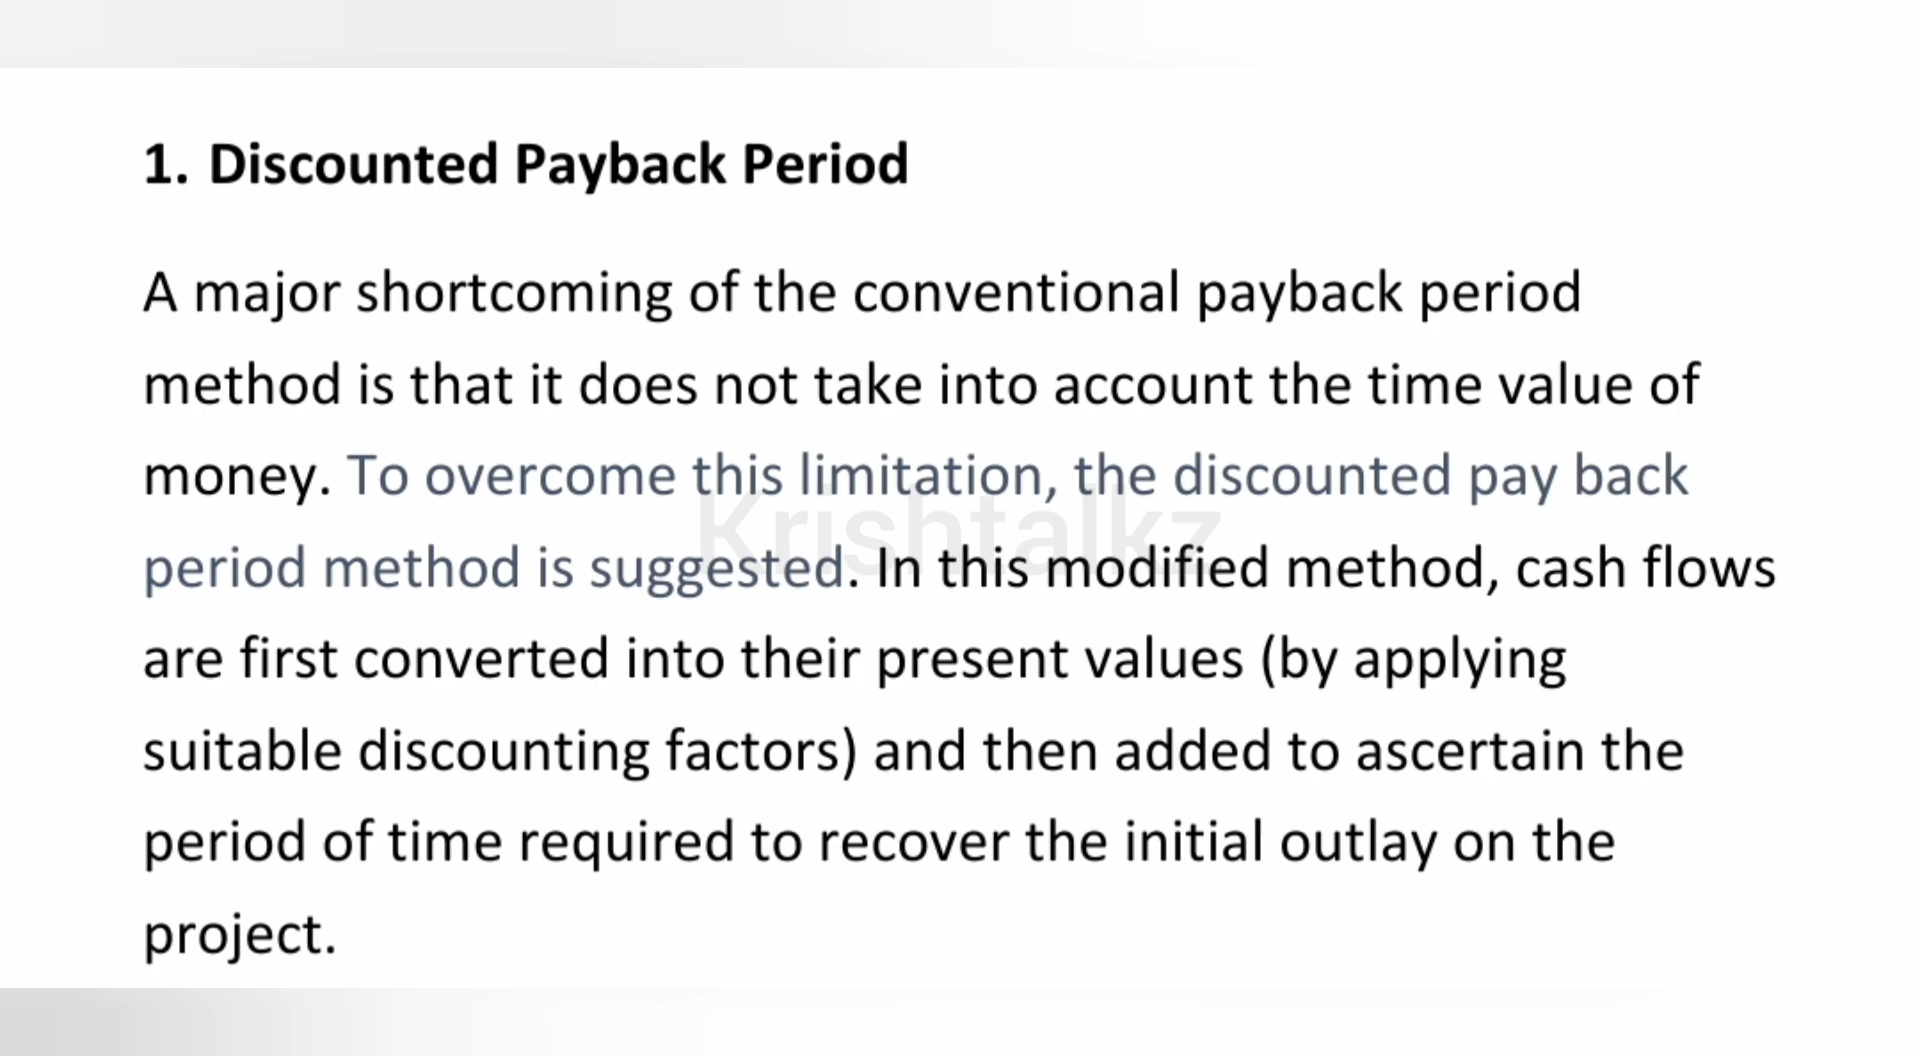 1. Discounted Payback Period
A major shortcoming of the conventional payback period
method is that it does not take into account the time value of
money. To overcome this limitation, the discounted pay back
period method is suggested. In this modified method, cash flows
are first converted into their present values (by applying
suitable discounting factors) and then added to ascertain the
period of time required to recover the initial outlay on the
project.
Krishtalkz